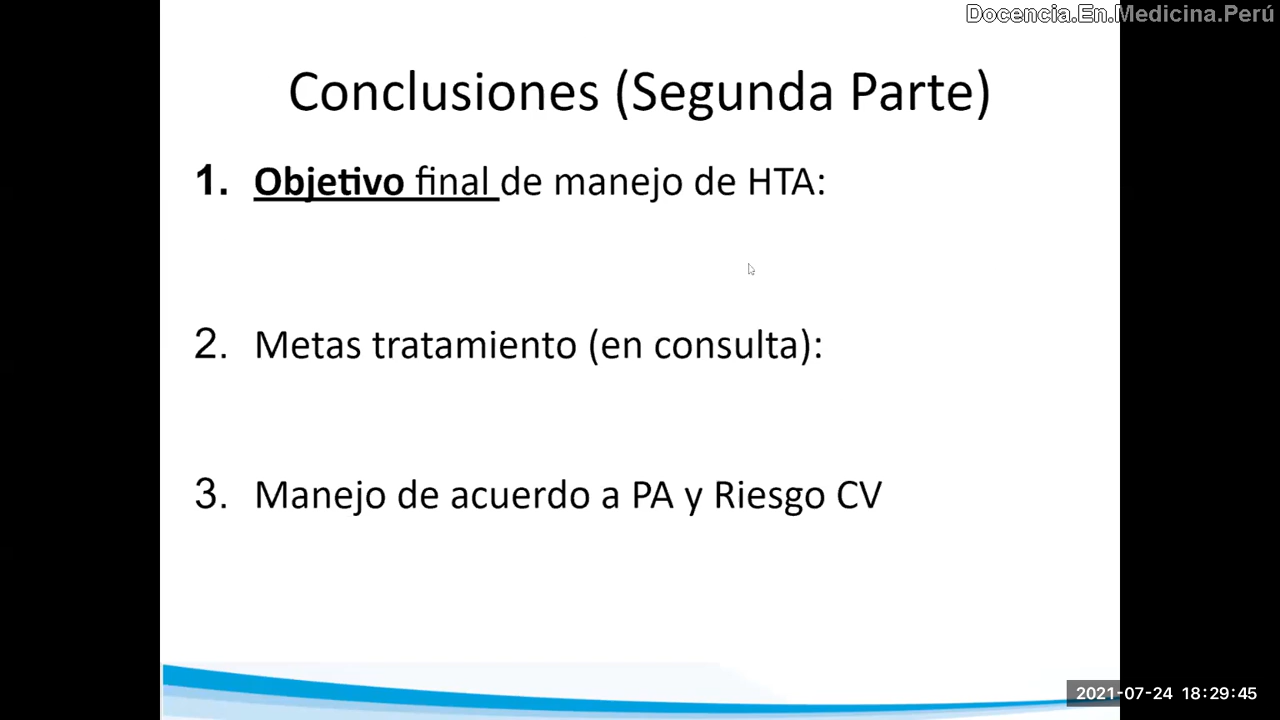 Docencia.En.Medicina.Perú
Conclusiones (Segunda Parte)
1. Objetivo final de manejo de HTA:
2. Metas tratamiento (en consulta):
3. Manejo de acuerdo a PA y Riesgo CV
2021-07-24 18:29:45